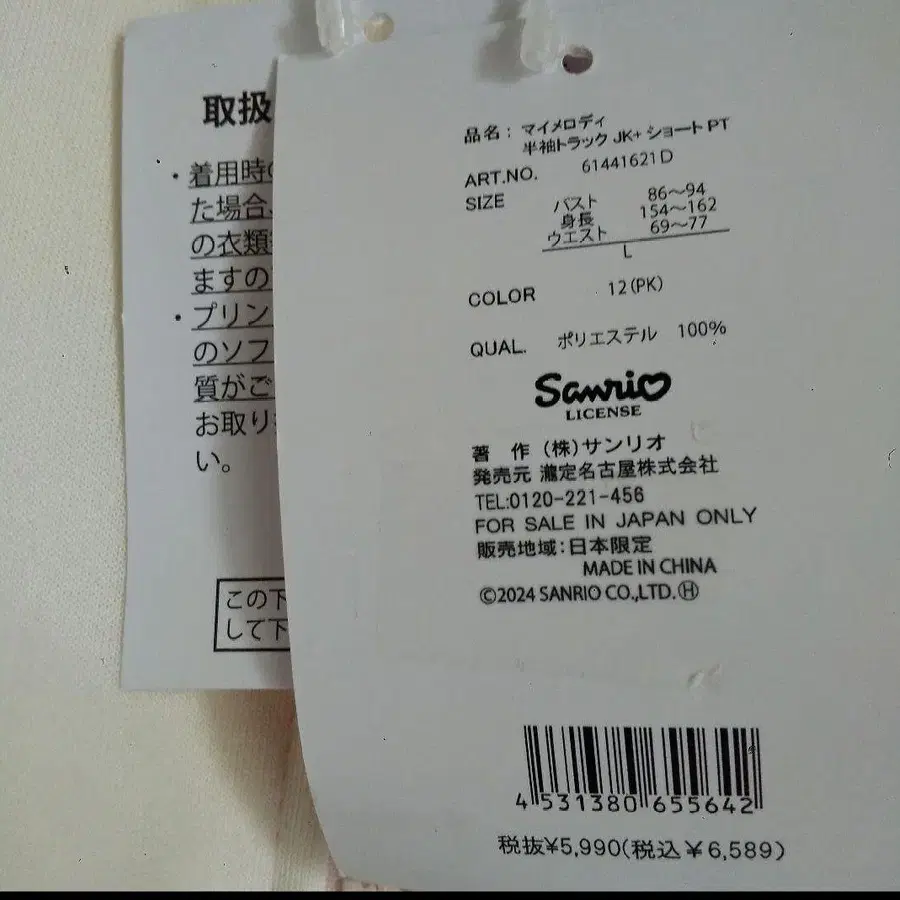 取扱
・着用時の
た場合、
の衣類
ますの
・プリン
のソフ
質がご
お取り
い。
この下
して下
品名：マイメロディ
半袖トラック JK+ショート PT
ART.NO. 61441621D
SIZE
バスト 86～94
身長 154～162
ウエスト 69～77
L
COLOR 12(PK)
QUAL. ポリエステル 100%
Sanrio
LICENSE
著 作 (株)サンリオ
発売元 瀧定名古屋株式会社
TEL:0120-221-456
FOR SALE IN JAPAN ONLY
販売地域:日本限定
MADE IN CHINA
©2024 SANRIO CO.,LTD. Ⓗ
4 531380 655642
税抜¥5,990(税込¥6,589)